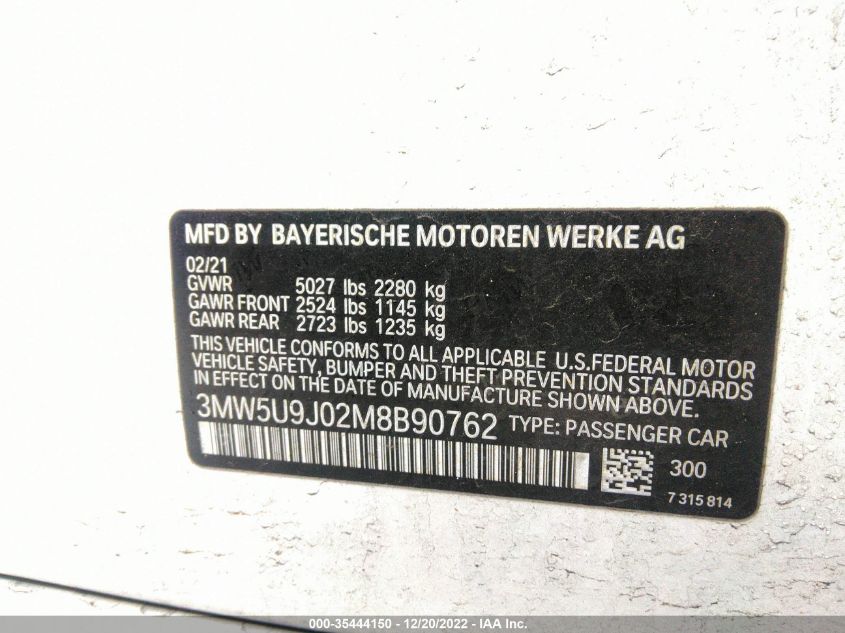 MFD BY BAYERISCHE MOTOREN WERKE AG
02/21
GVWR 5027 lbs 2280 kg
GAWR FRONT 2524 lbs 1145 kg
GAWR REAR 2723 lbs 1235 kg
THIS VEHICLE CONFORMS TO ALL APPLICABLE U.S.FEDERAL MOTOR
VEHICLE SAFETY, BUMPER AND THEFT PREVENTION STANDARDS
IN EFFECT ON THE DATE OF MANUFACTURE SHOWN ABOVE.
3MW5U9J02M8B90762 TYPE: PASSENGER CAR
300
7 315 814
000-35444150 - 12/20/2022 - IAA Inc.